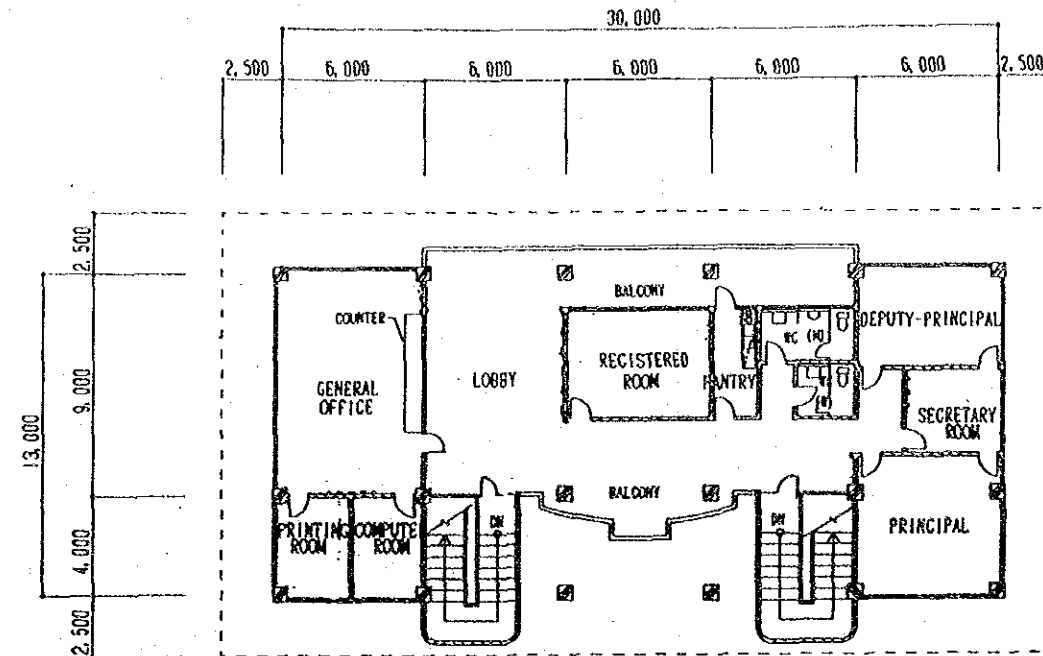 30,000
2,500 6,000 6,000 6,000 6,000 6,000 2,500
2,500
13,000
9,000
4,000
2,500
BALCONY
COUNTER
WC (M)
DEPUTY-PRINCIPAL
GENERAL
OFFICE
LOBBY
REGISTERED
ROOM
PANTRY
SECRETARY
ROOM
BALCONY
PRINTING
ROOM
COMPUTE
ROOM
DN
DN
PRINCIPAL